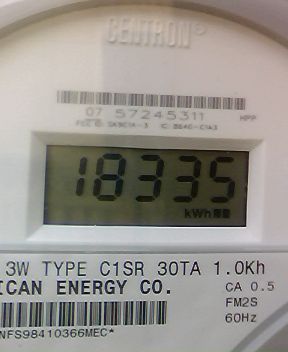 CENTRON®
07 57245311
HPP
18335
kWh
3W TYPE C1SR 30TA 1.0Kh
ICAN ENERGY CO.
CA 0.5
FM2S
60Hz
NFS98410366MEC*